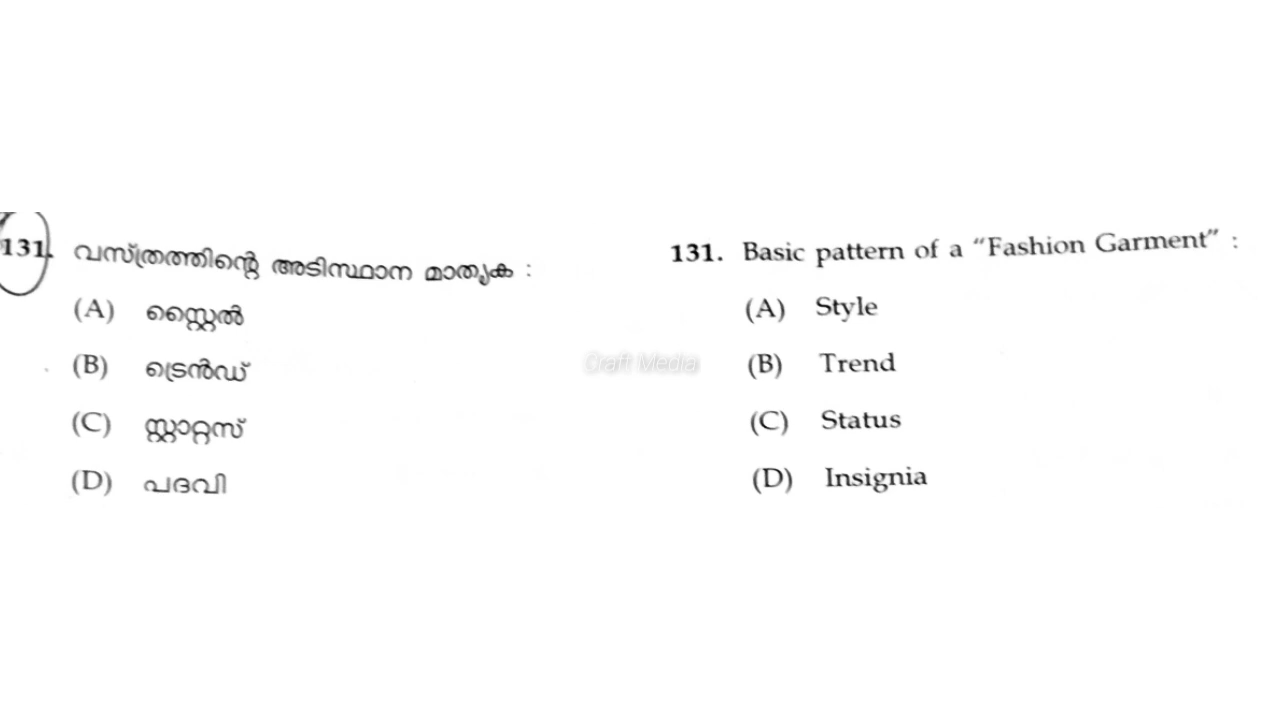 131. വസ്ത്രത്തിന്റെ അടിസ്ഥാന മാതൃക :
(A) സ്റ്റൈൽ
(B) ട്രെൻഡ്
(C) സ്റ്റാറ്റസ്
(D) പദവി
Craft Media
131. Basic pattern of a “Fashion Garment” :
(A) Style
(B) Trend
(C) Status
(D) Insignia